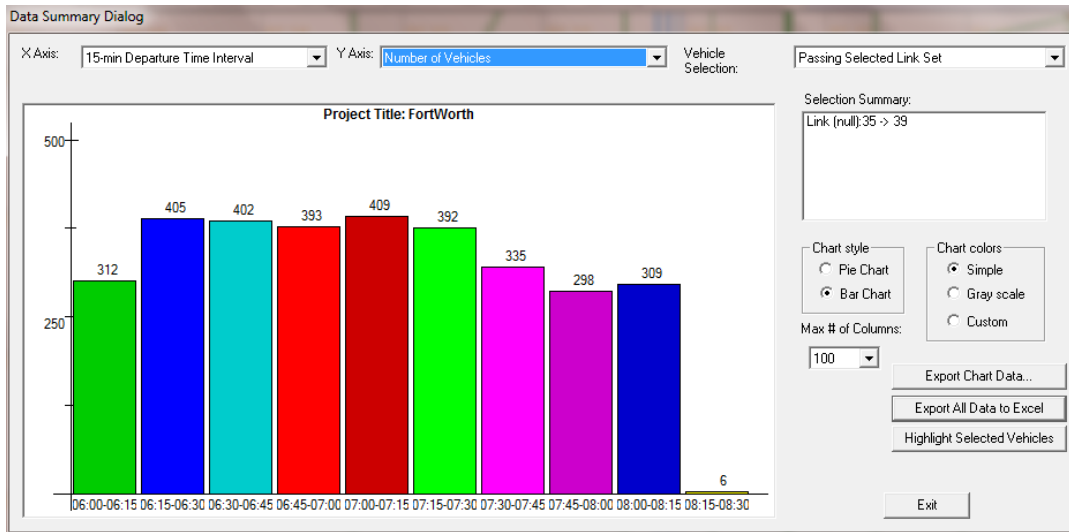 Data Summary Dialog
X Axis: 15-min Departure Time Interval Y Axis: Number of Vehicles Vehicle Selection: Passing Selected Link Set
Project Title: FortWorth
500
250
312
405
402
393
409
392
335
298
309
6
06:00-06:15 06:15-06:30 06:30-06:45 06:45-07:00 07:00-07:15 07:15-07:30 07:30-07:45 07:45-08:00 08:00-08:15 08:15-08:30
Selection Summary:
Link (null):35 -> 39
Chart style
Pie Chart
Bar Chart
Chart colors
Simple
Gray scale
Custom
Max # of Columns:
100
Export Chart Data...
Export All Data to Excel
Highlight Selected Vehicles
Exit